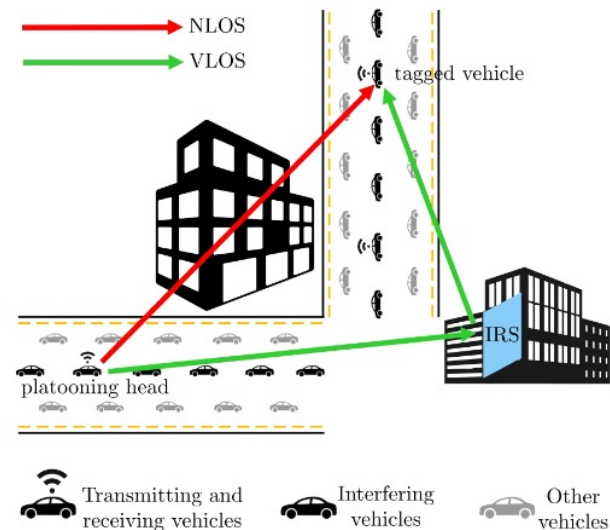 NLOS
VLOS
tagged vehicle
IRS
platooning head
Transmitting and
receiving vehicles
Interfering
vehicles
Other
vehicles